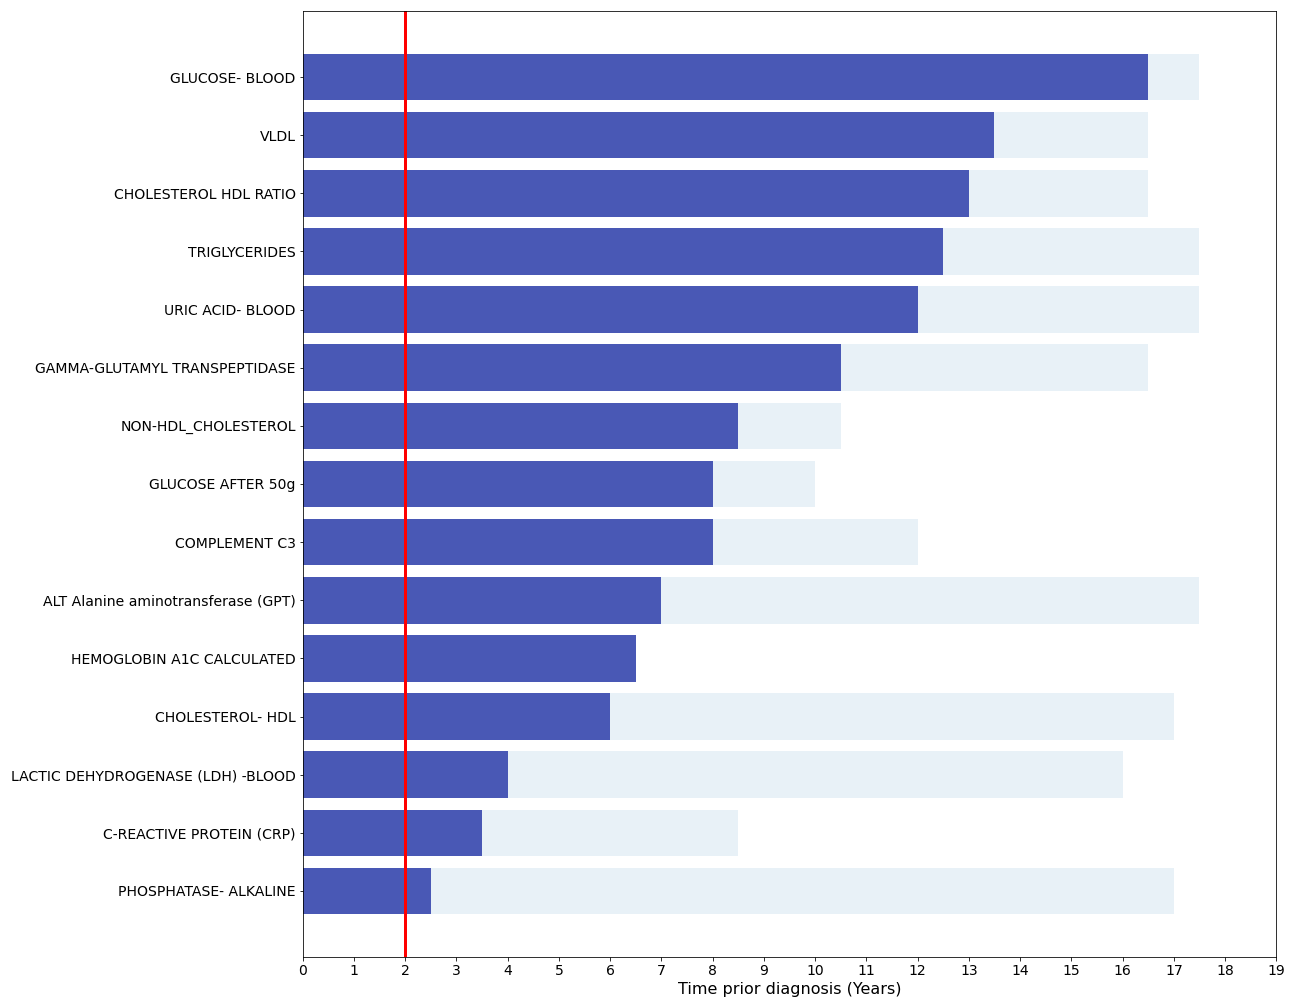 GLUCOSE- BLOOD
VLDL
CHOLESTEROL HDL RATIO
TRIGLYCERIDES
URIC ACID- BLOOD
GAMMA-GLUTAMYL TRANSPEPTIDASE
NON-HDL_CHOLESTEROL
GLUCOSE AFTER 50g
COMPLEMENT C3
ALT Alanine aminotransferase (GPT)
HEMOGLOBIN A1C CALCULATED
CHOLESTEROL- HDL
LACTIC DEHYDROGENASE (LDH) -BLOOD
C-REACTIVE PROTEIN (CRP)
PHOSPHATASE- ALKALINE
0 1 2 3 4 5 6 7 8 9 10 11 12 13 14 15 16 17 18 19
Time prior diagnosis (Years)